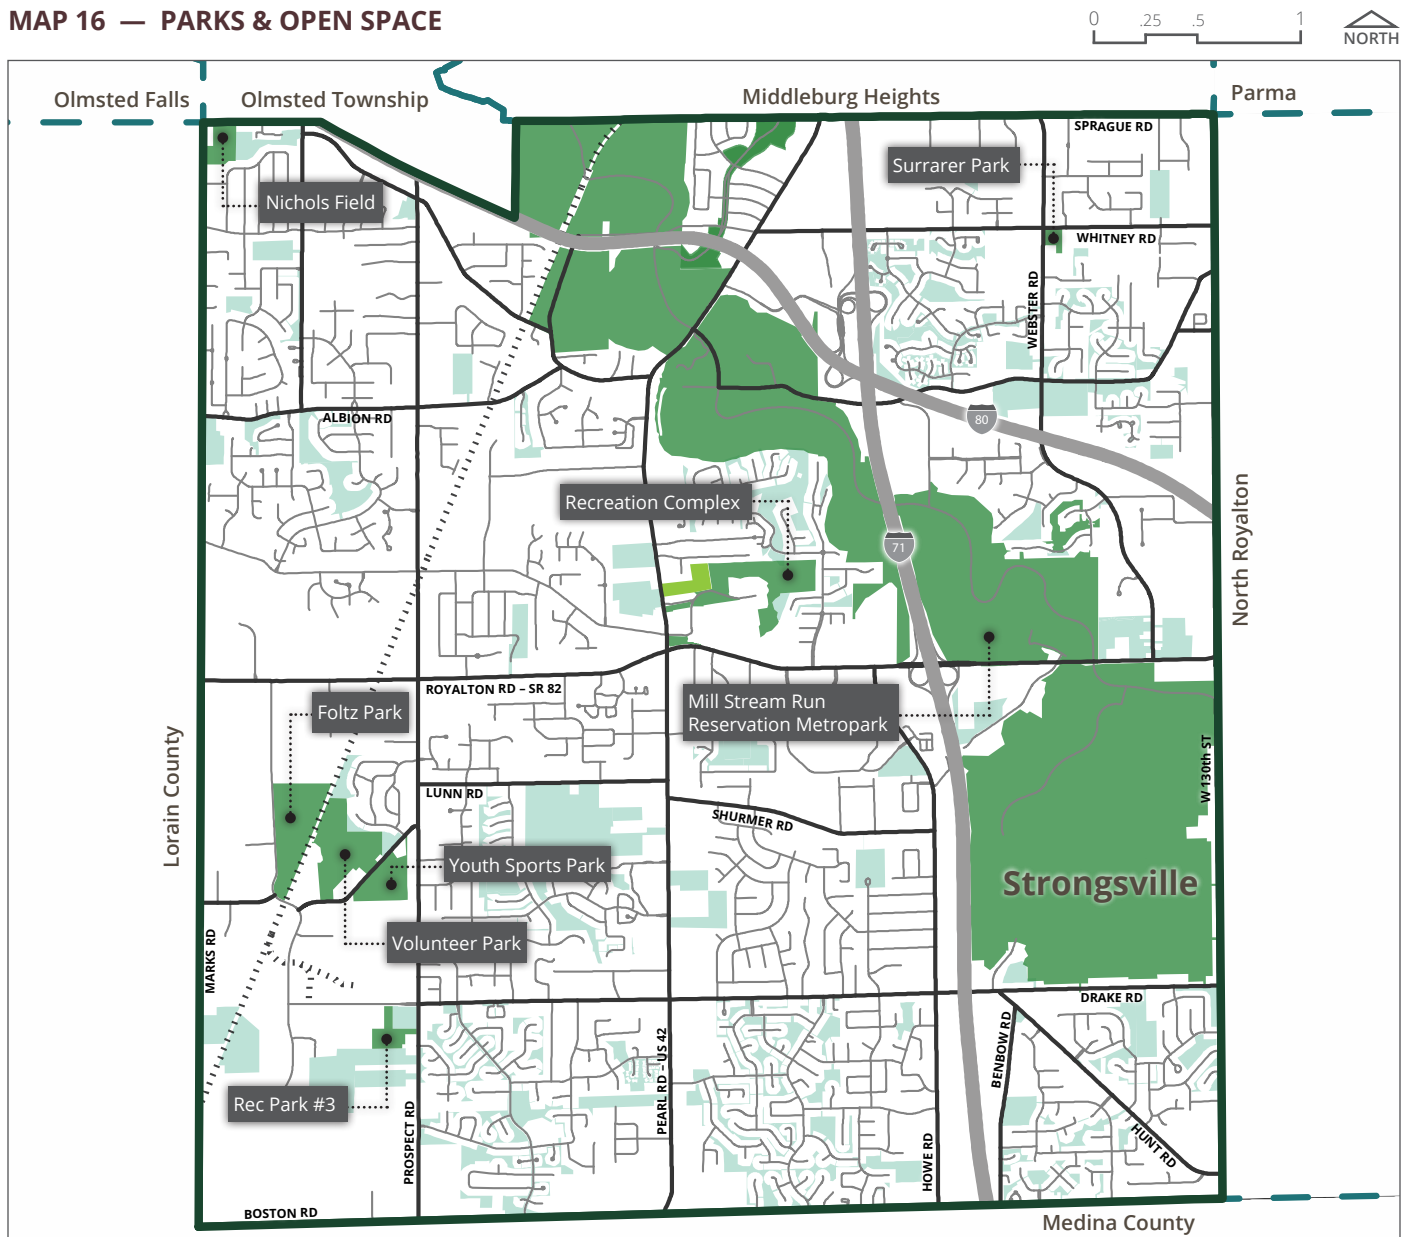 MAP 16 — PARKS & OPEN SPACE
0 .25 .5 1
NORTH
Olmsted Falls
Olmsted Township
Middleburg Heights
Parma
SPRAGUE RD
Surrarer Park
Nichols Field
WHITNEY RD
WEBSTER RD
ALBION RD
80
Recreation Complex
North Royalton
71
ROYALTON RD – SR 82
Foltz Park
Mill Stream Run
Reservation Metropark
Lorain County
W 130th ST
LUNN RD
SHURMER RD
Youth Sports Park
Strongsville
Volunteer Park
MARKS RD
DRAKE RD
BENBOW RD
PEARL RD – US 42
Rec Park #3
PROSPECT RD
HOWE RD
HUNT RD
BOSTON RD
Medina County